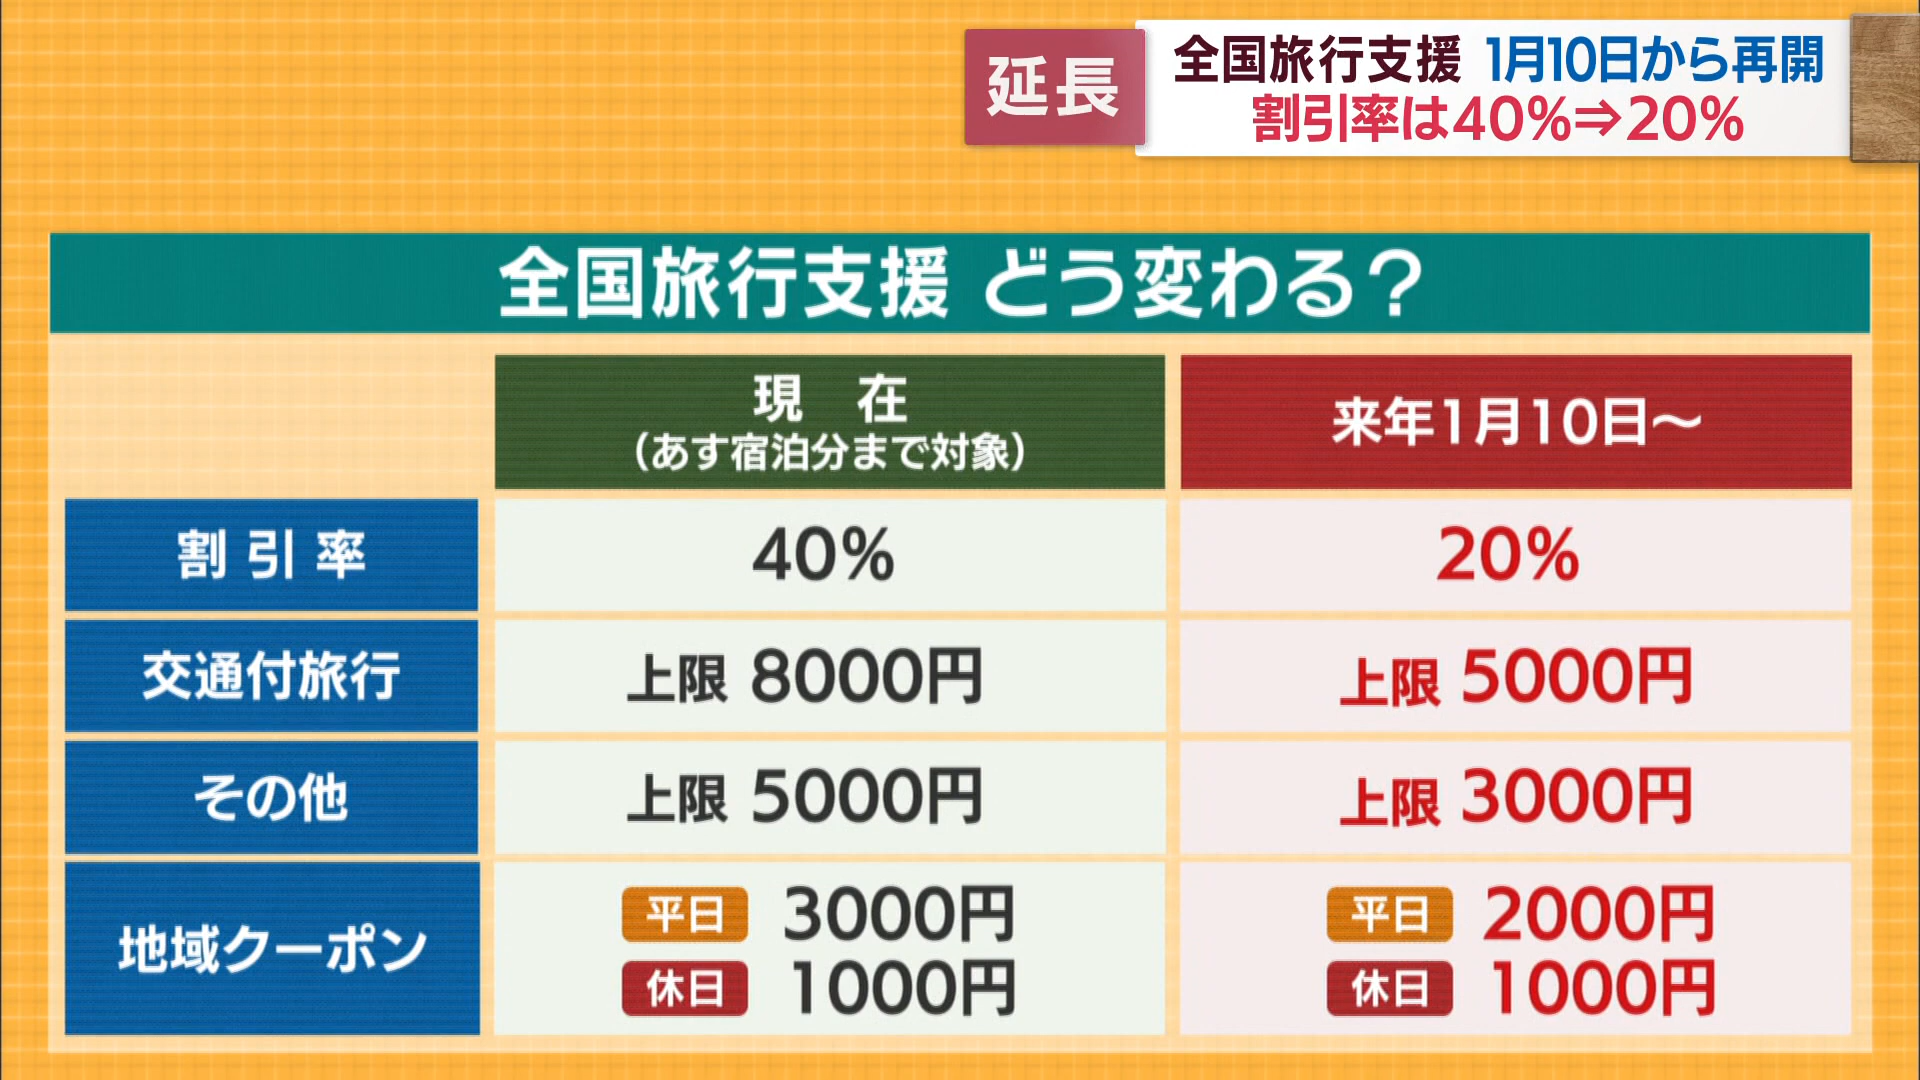 延長
全国旅行支援 1月10日から再開
割引率は40%⇒20%
全国旅行支援 どう変わる？
現 在
（あす宿泊分まで対象）
来年1月10日～
割引率 40% 20%
交通付旅行 上限 8000円 上限 5000円
その他 上限 5000円 上限 3000円
地域クーポン
平日 3000円 平日 2000円
休日 1000円 休日 1000円